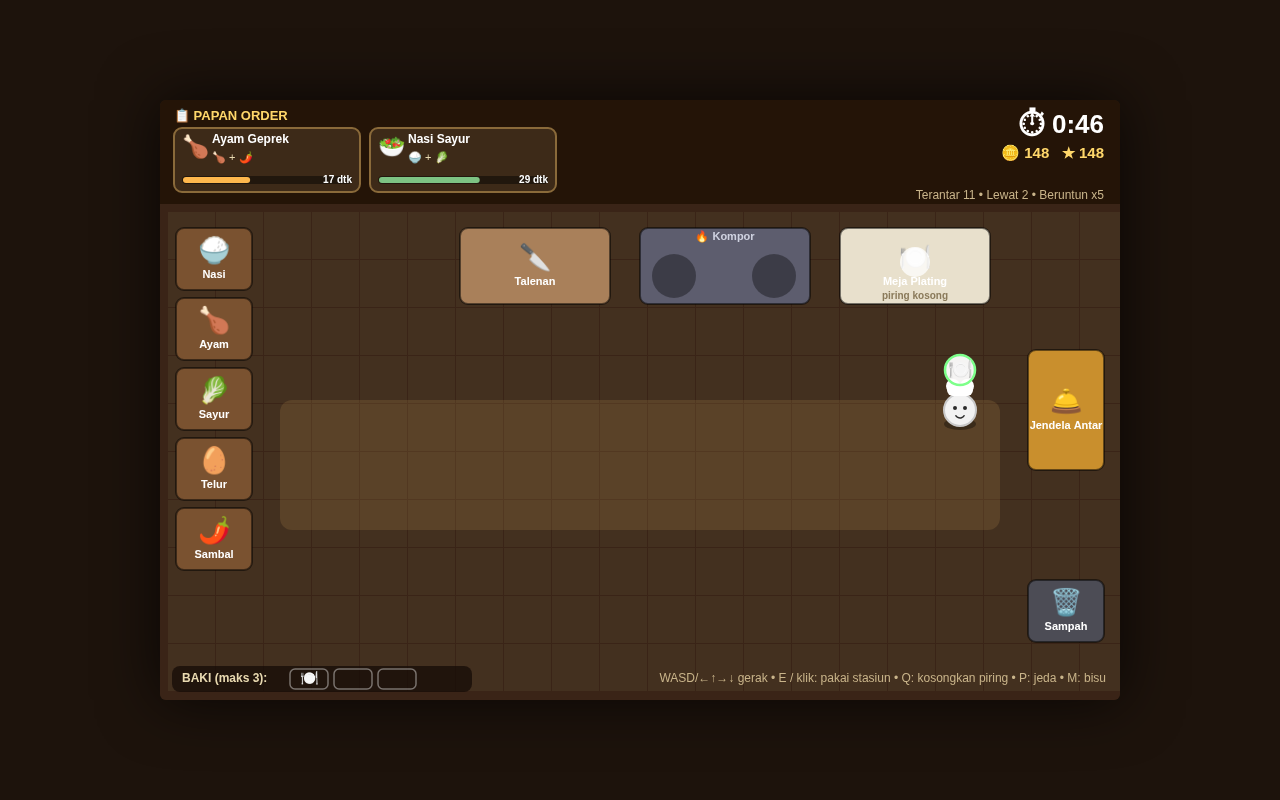 📋 PAPAN ORDER
Ayam Geprek
🍗 + 🌶️
17 dtk
Nasi Sayur
🍚 + 🥬
29 dtk
⏱ 0:46
🪙 148 ★ 148
Terantar 11 • Lewat 2 • Beruntun x5
Nasi
Ayam
Sayur
Telur
Sambal
Talenan
🔥 Kompor
Meja Plating
piring kosong
Jendela Antar
Sampah
BAKI (maks 3):
WASD/←↑→↓ gerak • E / klik: pakai stasiun • Q: kosongkan piring • P: jeda • M: bisu